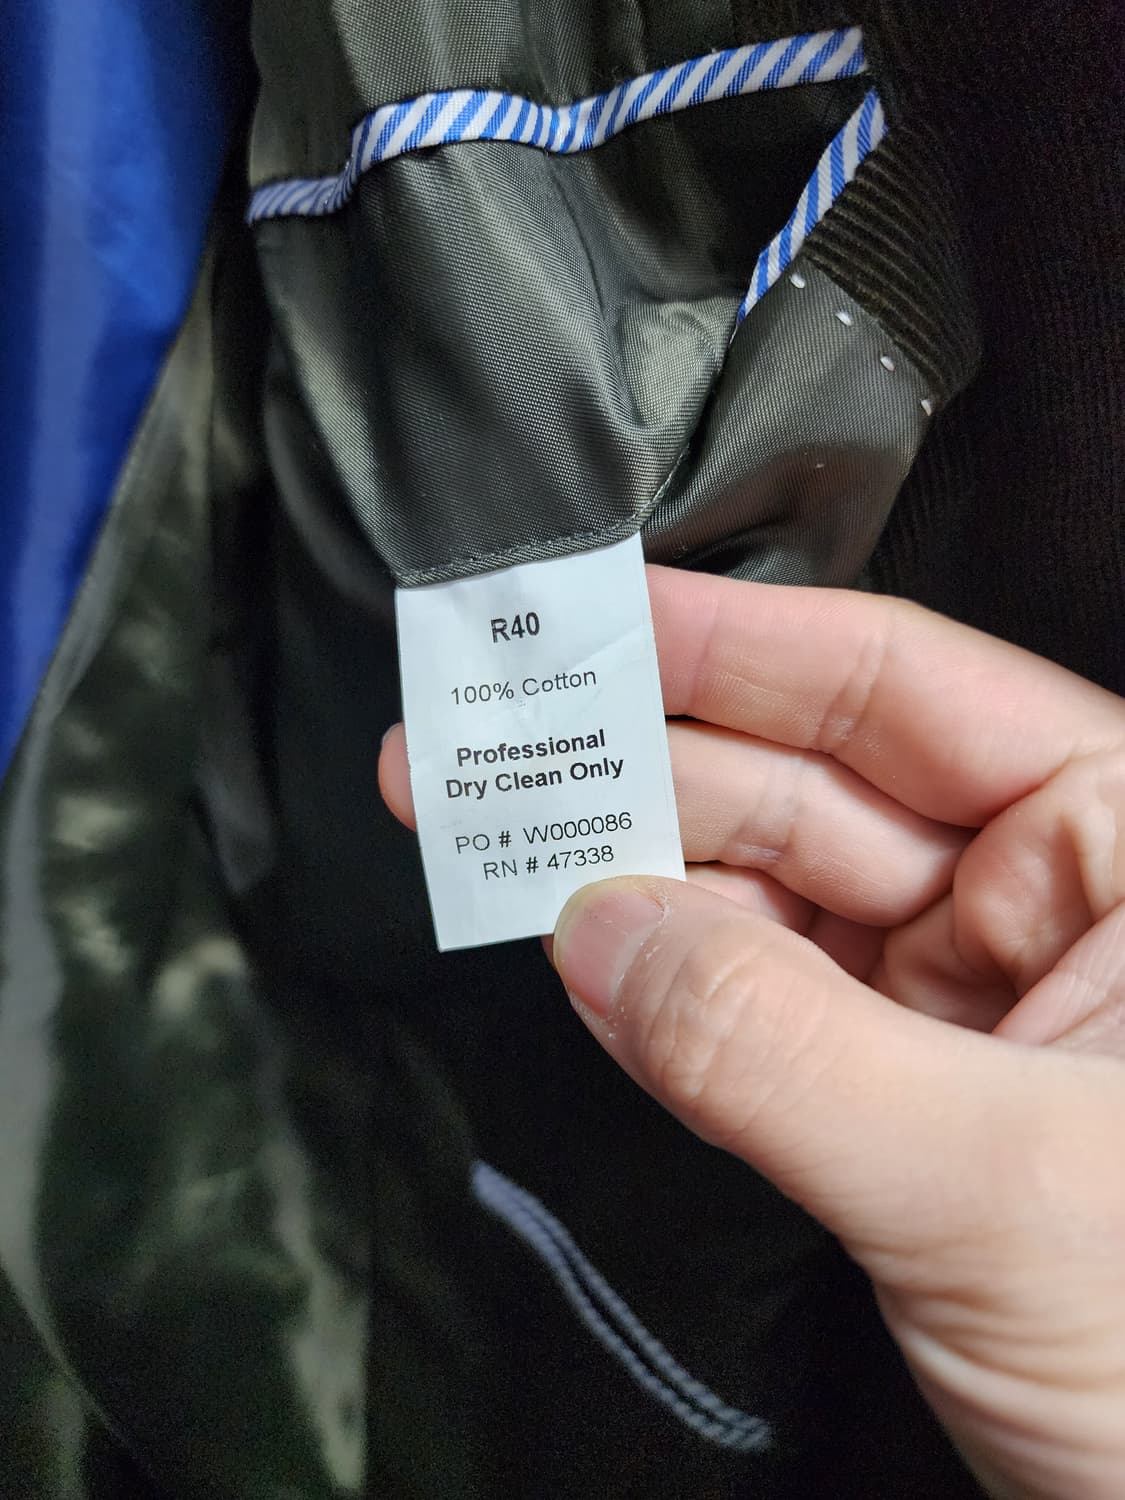 R40
100% Cotton
Professional
Dry Clean Only
PO # W000086
RN # 47338